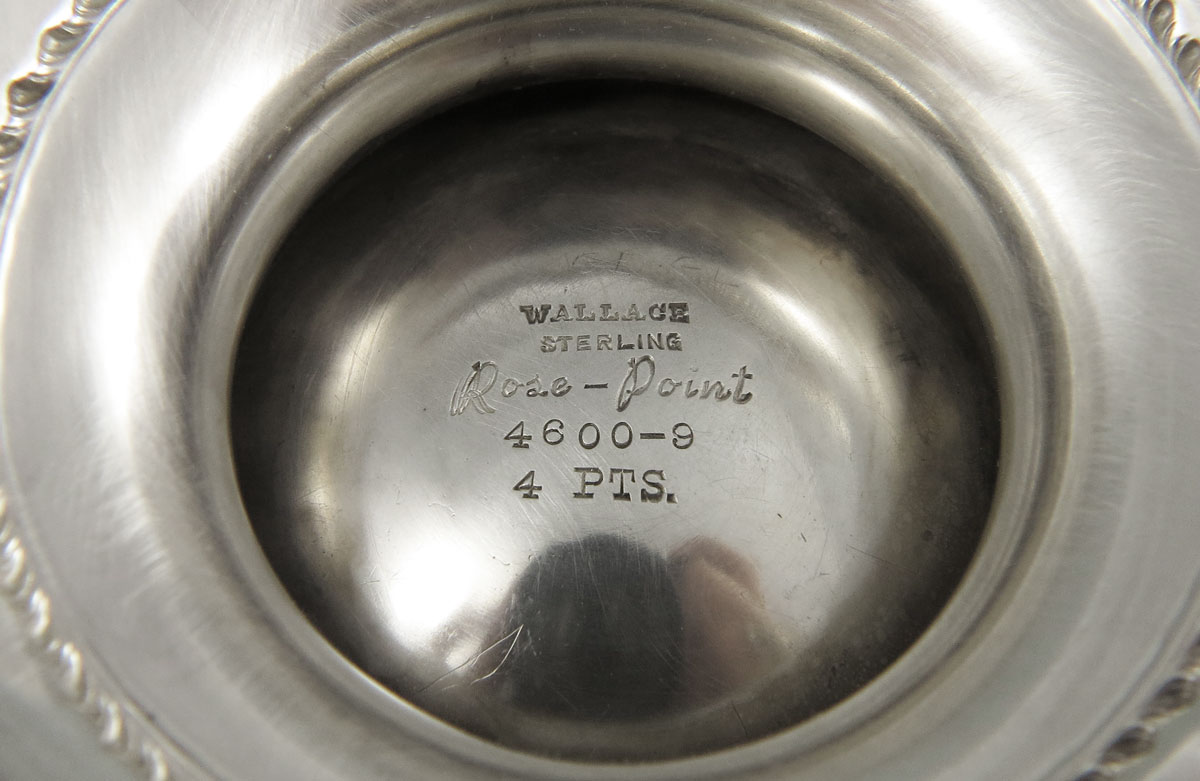 WALLACE
STERLING
Rose-Point
4600-9
4 PTS.